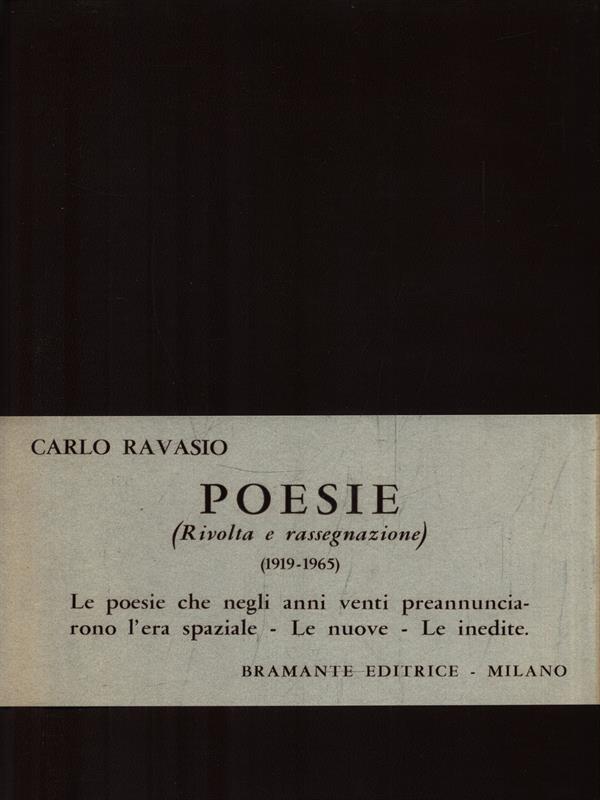 CARLO RAVASIO
POESIE
(Rivolta e rassegnazione)
(1919-1965)
Le poesie che negli anni venti preannuncia-
rono l'era spaziale - Le nuove - Le inedite.
BRAMANTE EDITRICE - MILANO